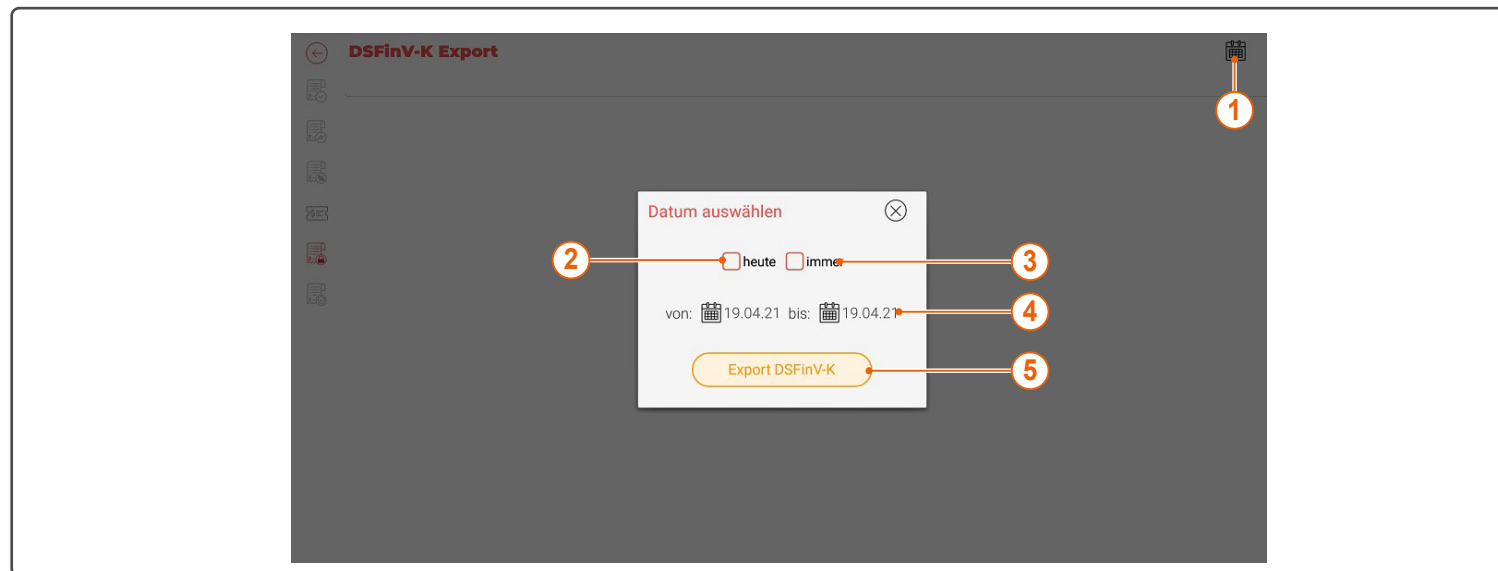 DSFinV-K Export
1
Datum auswählen
2
heute immer
3
von: 19.04.21 bis: 19.04.21
4
Export DSFinV-K
5